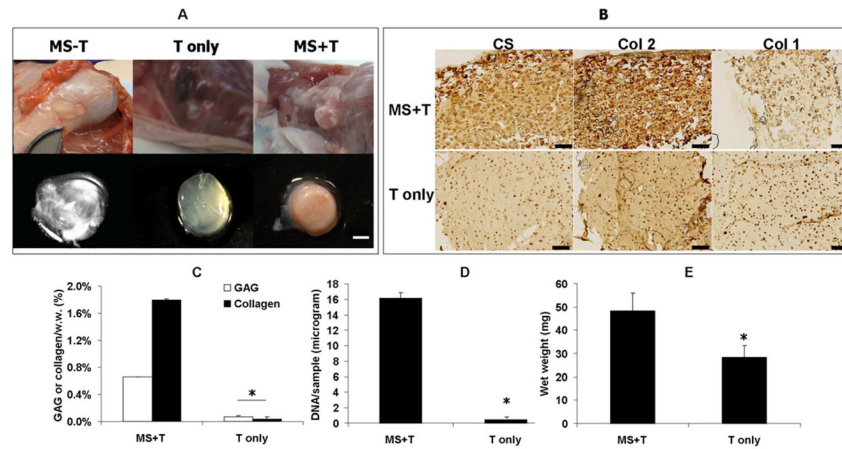 A
MS-T T only MS+T
B
CS Col 2 Col 1
MS+T
T only
C
GAG or collagen/w.w. (%)
2.0%
1.6%
1.2%
0.8%
0.4%
0.0%
GAG
Collagen
*
MS+T T only
D
DNA/sample (microgram)
18
16
14
12
10
8
6
4
2
0
*
MS+T T only
E
Wet weight (mg)
60
50
40
30
20
10
0
*
MS+T T only